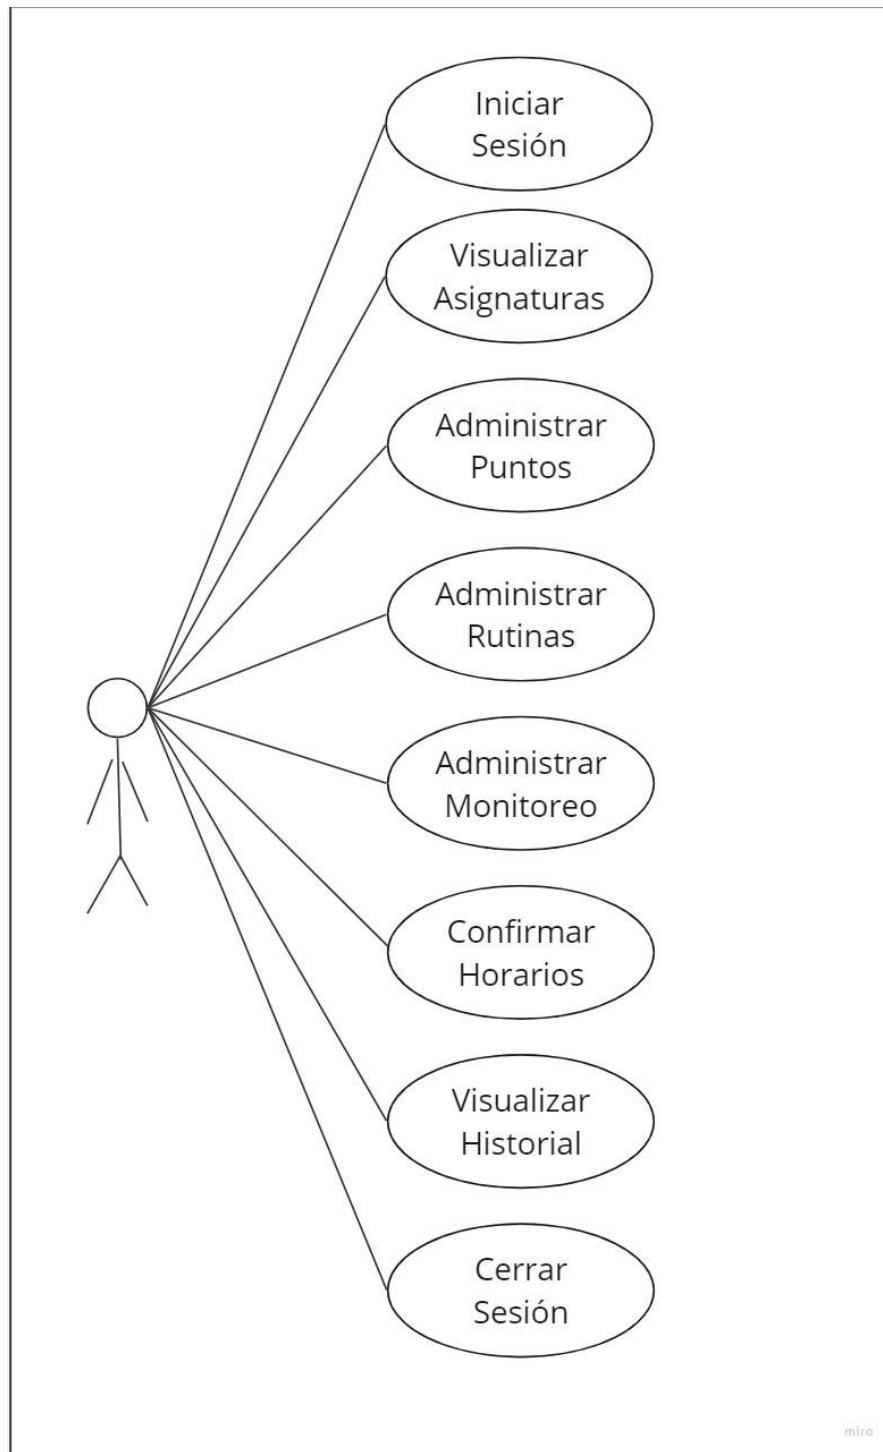 Iniciar
Sesión
Visualizar
Asignaturas
Administrar
Puntos
Administrar
Rutinas
Administrar
Monitoreo
Confirmar
Horarios
Visualizar
Historial
Cerrar
Sesión
miro